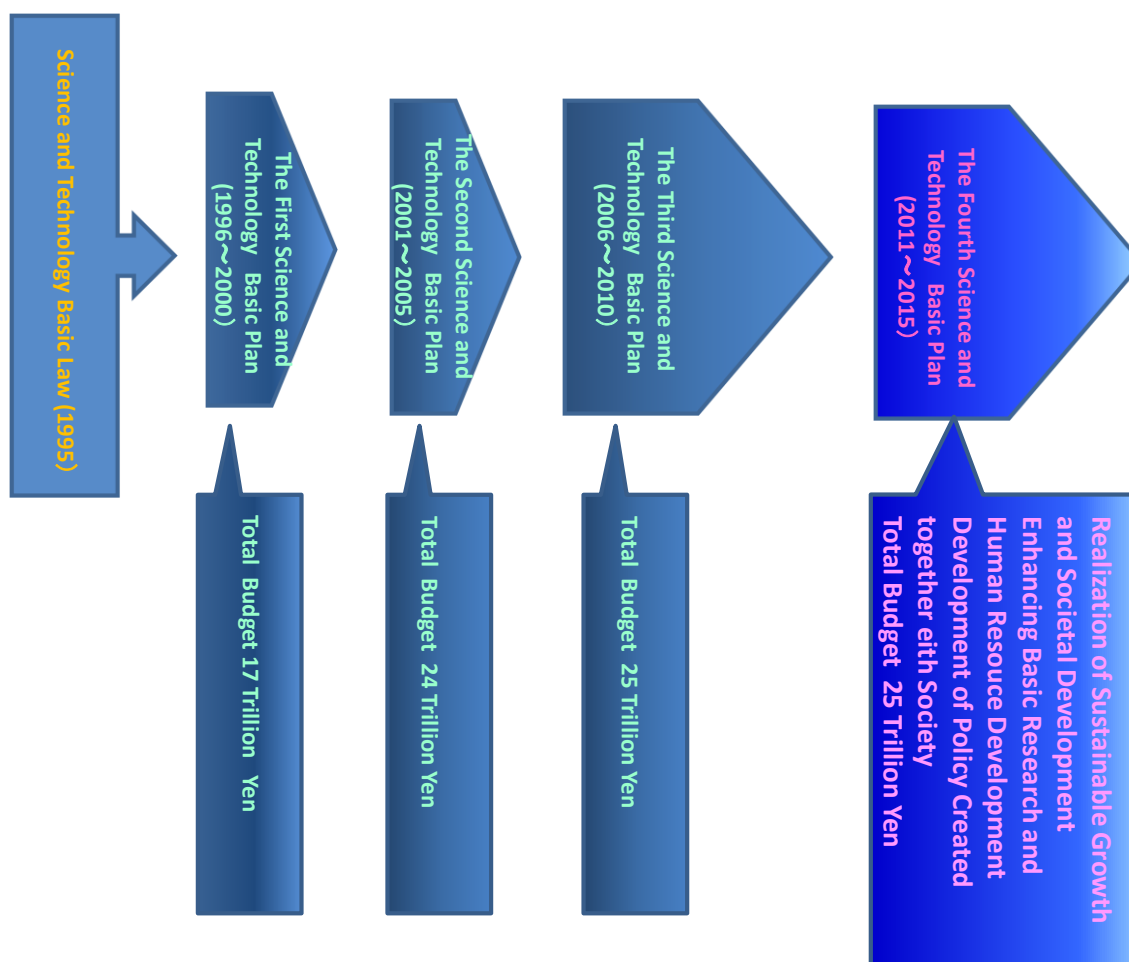 Science and Technology Basic Law (1995)
The First Science and
Technology Basic Plan
(1996～2000)
Total Budget 17 Trillion Yen
The Second Science and
Technology Basic Plan
(2001～2005)
Total Budget 24 Trillion Yen
The Third Science and
Technology Basic Plan
(2006～2010)
Total Budget 25 Trillion Yen
The Fourth Science and
Technology Basic Plan
(2011～2015)
Realization of Sustainable Growth
and Societal Development
Enhancing Basic Research and
Human Resouce Development
Development of Policy Created
together eith Society
Total Budget 25 Trillion Yen